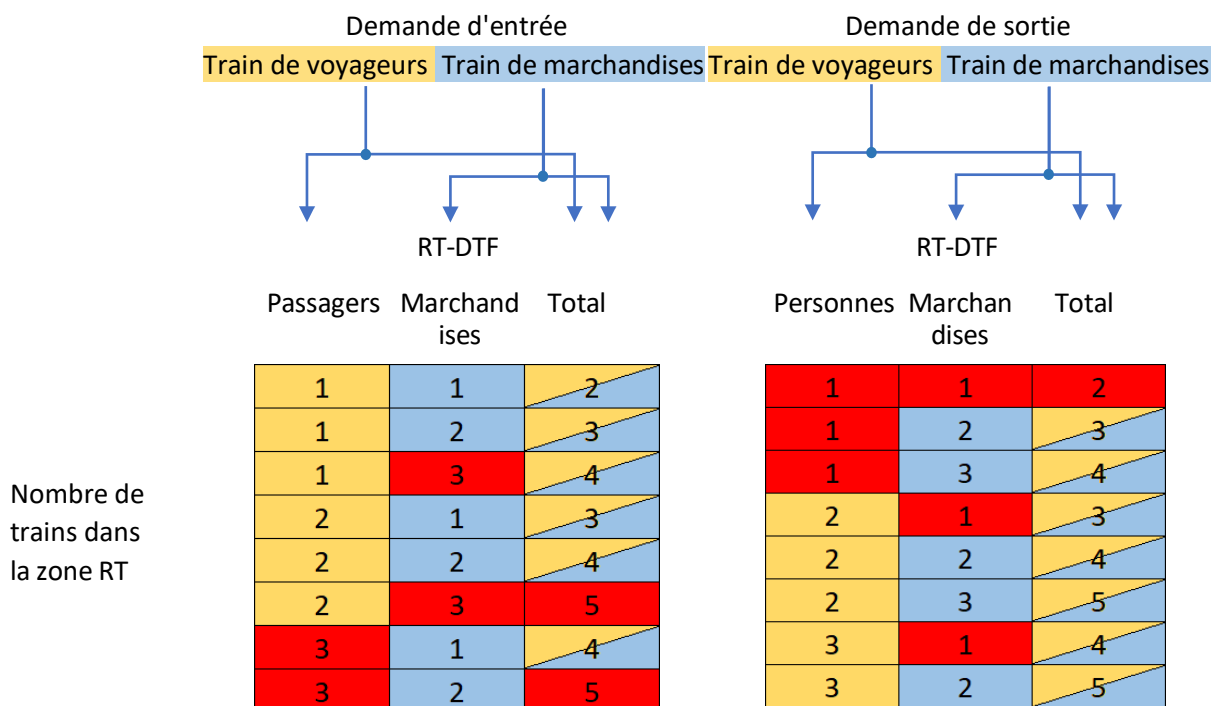 Demande d'entrée Demande de sortie
Train de voyageurs Train de marchandises Train de voyageurs Train de marchandises
RT-DTF RT-DTF
Passagers Marchand Total Personnes Marchan Total
ises dises
1 1 2 1 1 2
1 2 3 1 2 3
1 3 4 1 3 4
2 1 3 2 1 3
2 2 4 2 2 4
2 3 5 2 3 5
3 1 4 3 1 4
3 2 5 3 2 5
Nombre de
trains dans
la zone RT